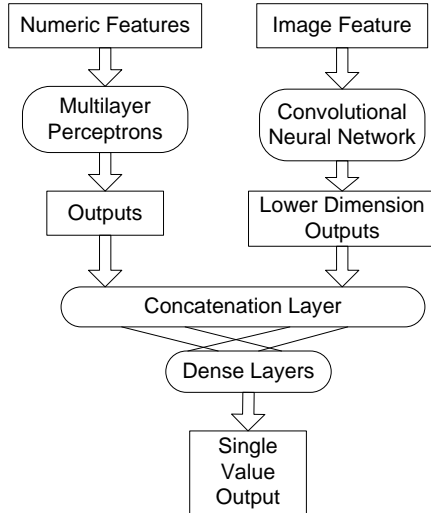 Numeric Features
Image Feature
Multilayer
Perceptrons
Convolutional
Neural Network
Outputs
Lower Dimension
Outputs
Concatenation Layer
Dense Layers
Single
Value
Output